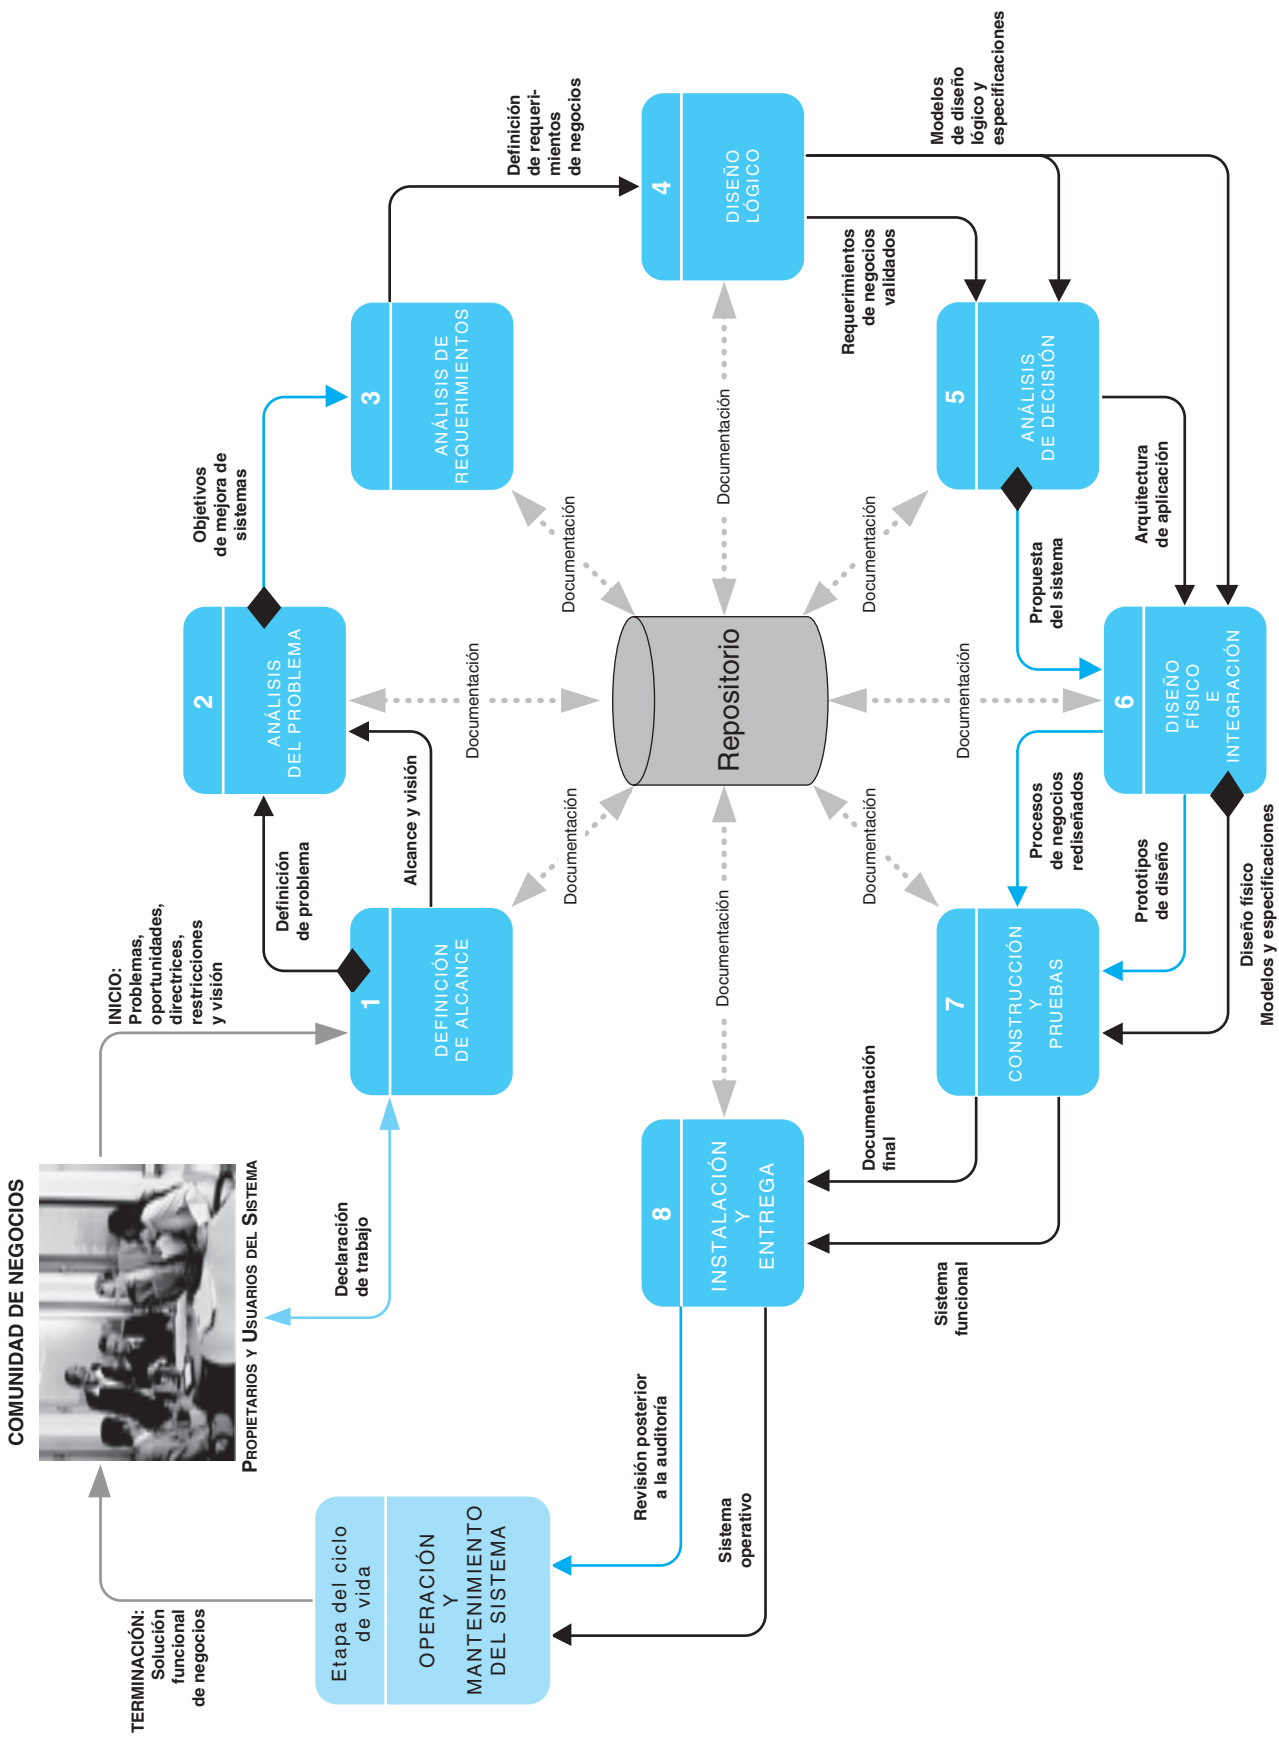 COMUNIDAD DE NEGOCIOS
PROPIETARIOS Y USUARIOS DEL SISTEMA
INICIO:
Problemas,
oportunidades,
directrices,
restricciones
y visión
TERMINACIÓN:
Solución
funcional
de negocios
Declaración
de trabajo
1
DEFINICIÓN
DE ALCANCE
Definición
de problema
Alcance y visión
2
ANÁLISIS
DEL PROBLEMA
Objetivos
de mejora de
sistemas
3
ANÁLISIS DE
REQUERIMIENTOS
Definición
de requeri-
mientos
de negocios
4
DISEÑO
LÓGICO
Requerimientos
de negocios
validados
Modelos
de diseño
lógico y
especificaciones
5
ANÁLISIS
DE DECISIÓN
Propuesta
del sistema
Arquitectura
de aplicación
6
DISEÑO
FÍSICO
E
INTEGRACIÓN
Procesos
de negocios
rediseñados
Prototipos
de diseño
Diseño físico
Modelos y especificaciones
7
CONSTRUCCIÓN
Y
PRUEBAS
Documentación
final
Sistema
funcional
8
INSTALACIÓN
Y
ENTREGA
Revisión posterior
a la auditoría
Sistema
operativo
Etapa del ciclo
de vida
OPERACIÓN
Y
MANTENIMIENTO
DEL SISTEMA
Repositorio
Documentación
Documentación
Documentación
Documentación
Documentación
Documentación
Documentación
Documentación